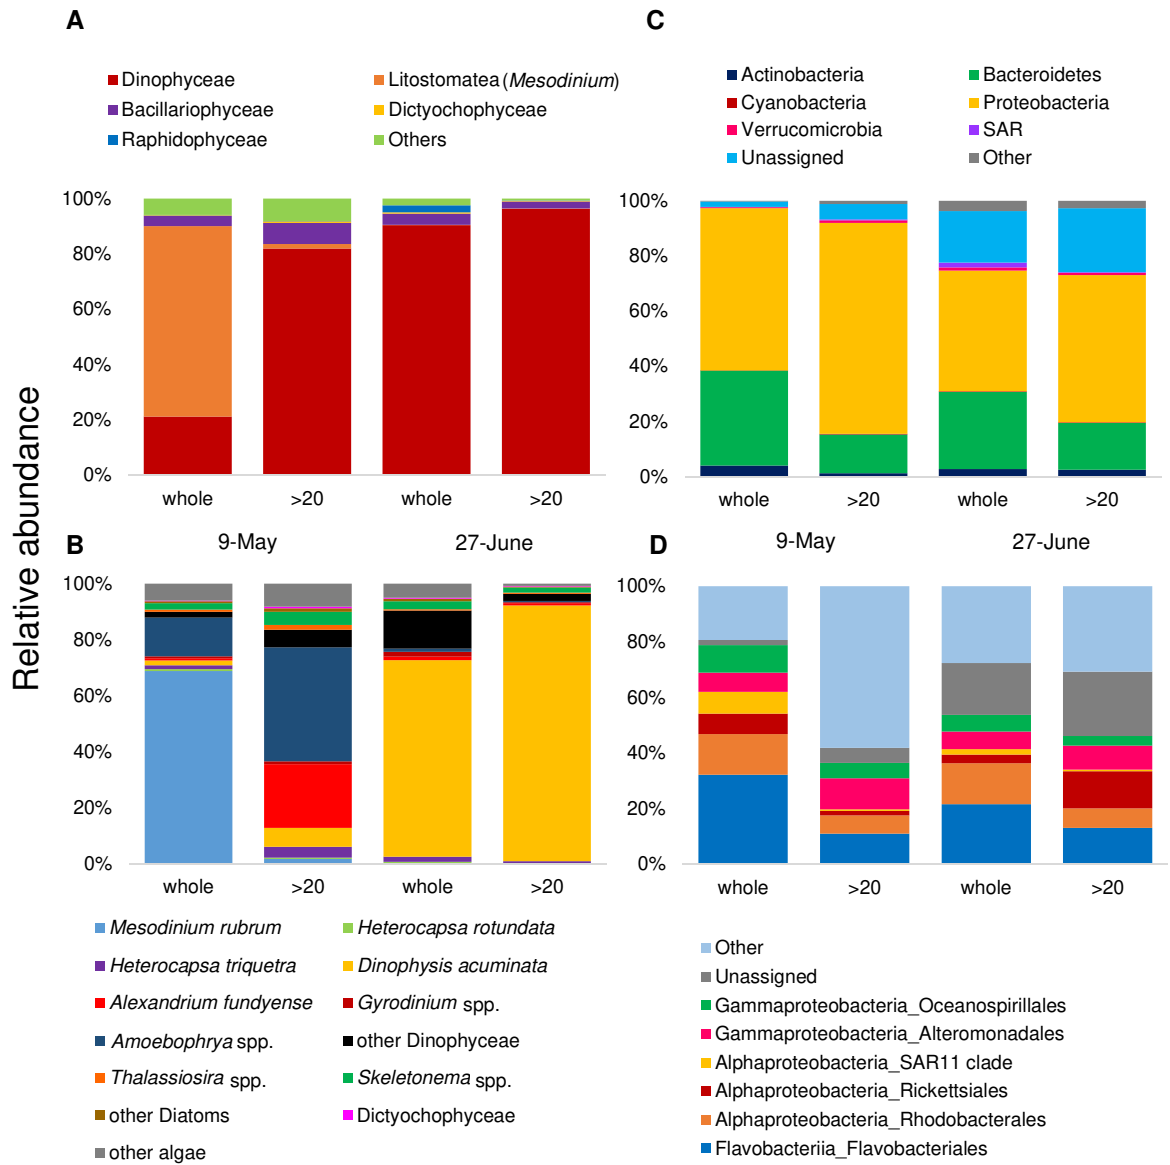 A
Dinophyceae
Litostomatea (Mesodinium)
Bacillariophyceae
Dictyochophyceae
Raphidophyceae
Others
100%
80%
60%
40%
20%
0%
whole
>20
whole
>20
9-May
27-June
C
Actinobacteria
Bacteroidetes
Cyanobacteria
Proteobacteria
Verrucomicrobia
SAR
Unassigned
Other
100%
80%
60%
40%
20%
0%
whole
>20
whole
>20
9-May
27-June
Relative abundance
B
100%
80%
60%
40%
20%
0%
whole
>20
whole
>20
Mesodinium rubrum
Heterocapsa rotundata
Heterocapsa triquetra
Dinophysis acuminata
Alexandrium fundyense
Gyrodinium spp.
Amoebophrya spp.
other Dinophyceae
Thalassiosira spp.
Skeletonema spp.
other Diatoms
Dictyochophyceae
other algae
D
100%
80%
60%
40%
20%
0%
whole
>20
whole
>20
Other
Unassigned
Gammaproteobacteria_Oceanospirillales
Gammaproteobacteria_Alteromonadales
Alphaproteobacteria_SAR11 clade
Alphaproteobacteria_Rickettsiales
Alphaproteobacteria_Rhodobacterales
Flavobacteriia_Flavobacteriales